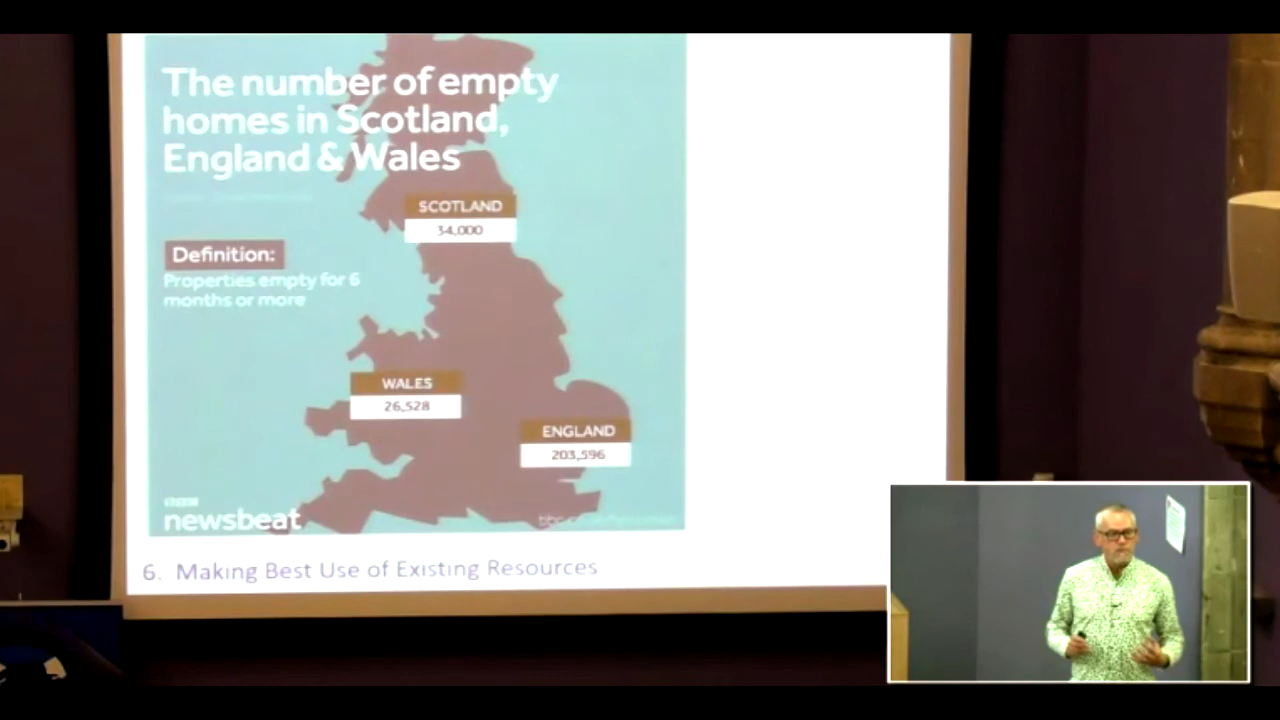 The number of empty
homes in Scotland,
England & Wales
SCOTLAND
34,000
Definition:
Properties empty for 6
months or more
WALES
26,528
ENGLAND
203,596
newsbeat
6. Making Best Use of Existing Resources